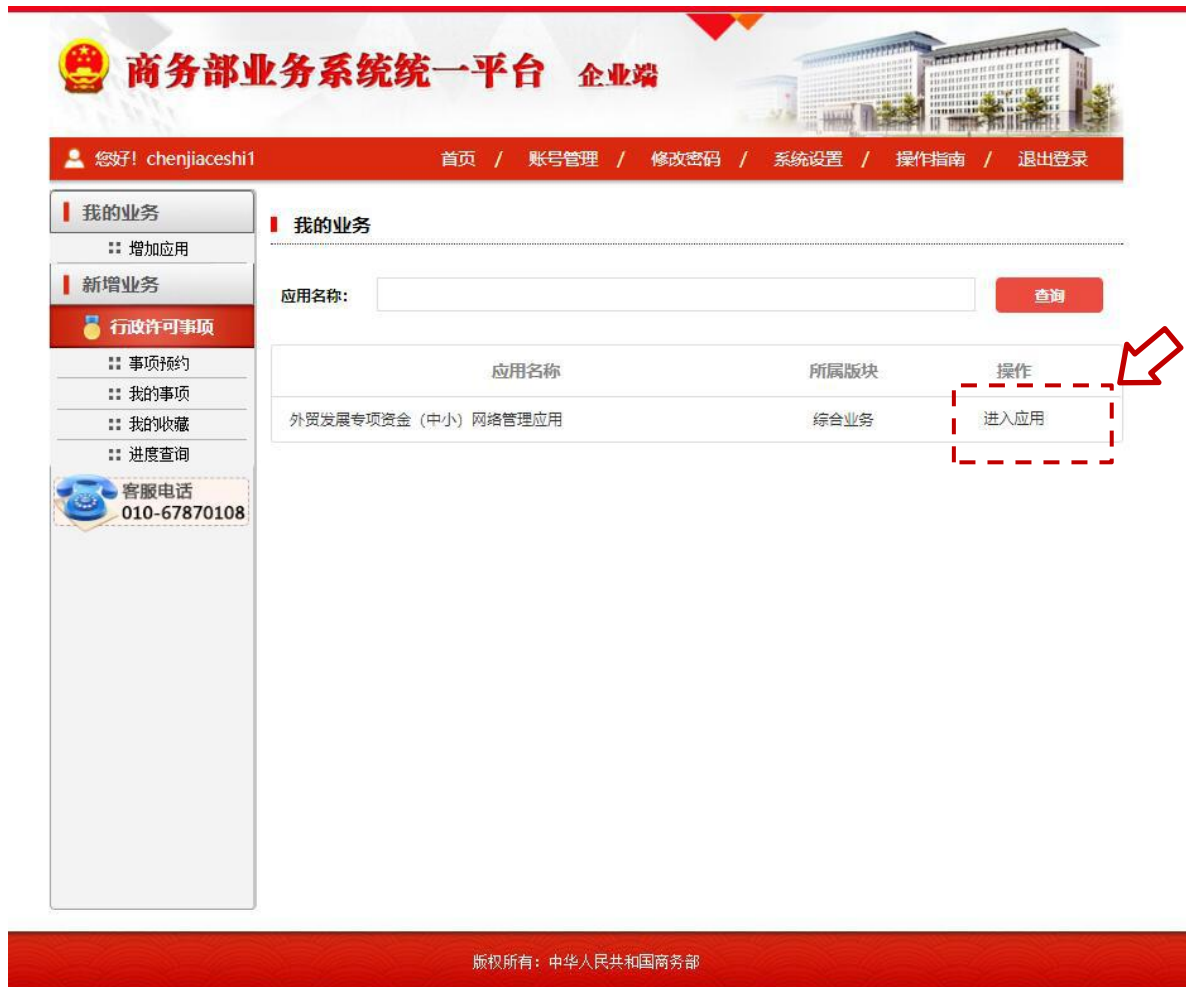 商务部业务系统统一平台 企业端
您好! chenjiaceshi1
首页 / 账号管理 / 修改密码 / 系统设置 / 操作指南 / 退出登录
我的业务
增加应用
新增业务
行政许可事项
事项预约
我的事项
我的收藏
进度查询
客服电话
010-67870108
我的业务
应用名称:
查询
应用名称 所属版块 操作
外贸发展专项资金（中小）网络管理应用 综合业务 进入应用
版权所有：中华人民共和国商务部